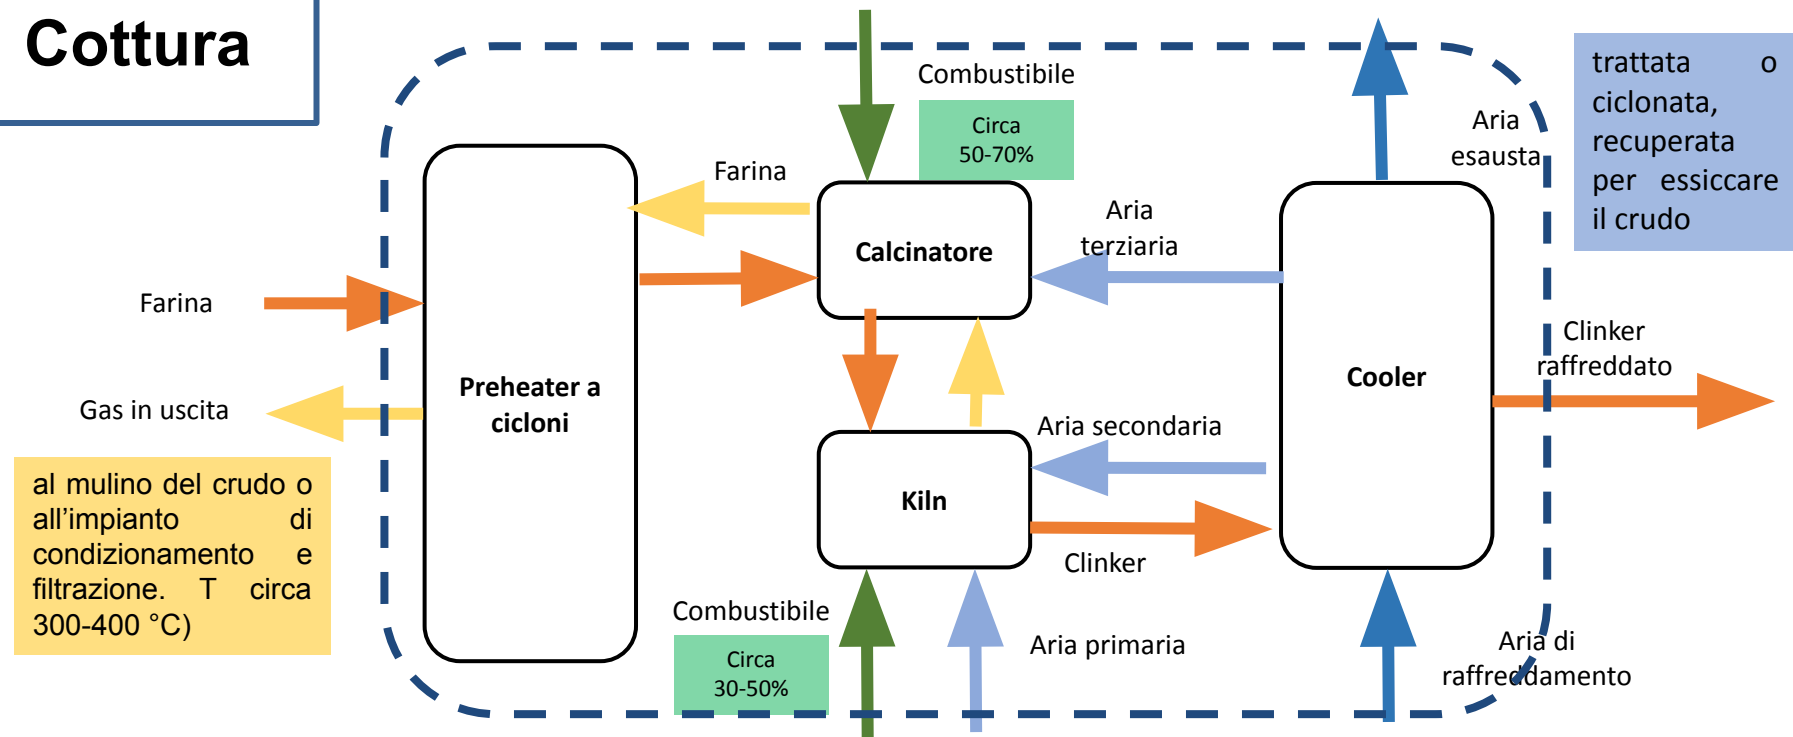 Cottura
Combustibile
Circa
50-70%
Aria
esausta
trattata o
ciclonata,
recuperata
per essiccare
il crudo
Farina
Aria
terziaria
Calcinatore
Farina
Clinker
raffreddato
Preheater a
cicloni
Cooler
Gas in uscita
Aria secondaria
al mulino del crudo o
all’impianto di
condizionamento e
filtrazione. T circa
300-400 °C)
Kiln
Clinker
Combustibile
Circa
30-50%
Aria primaria
Aria di
raffreddamento